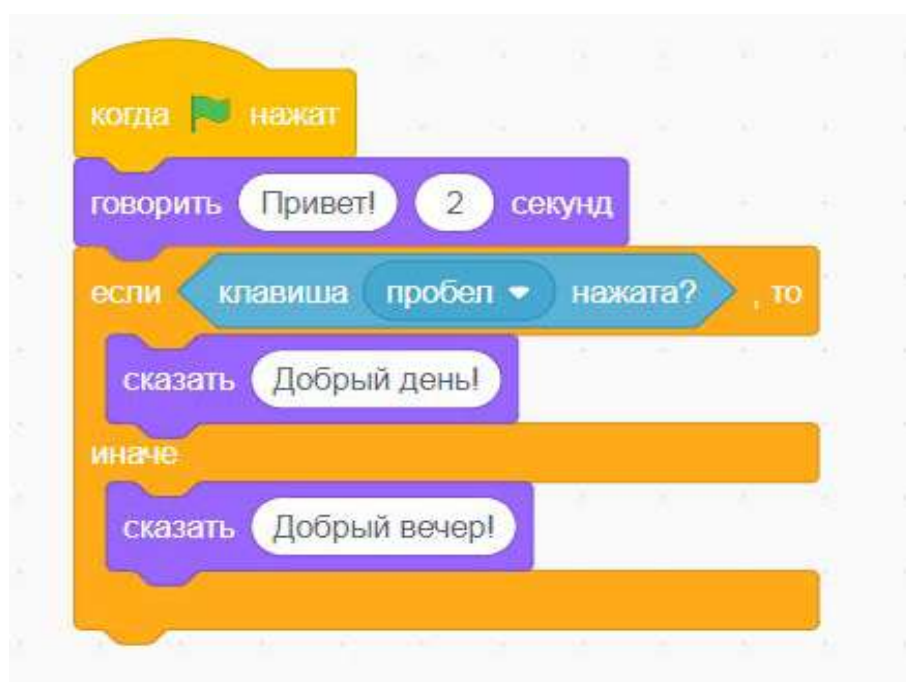 когда нажат
говорить Привет! 2 секунд
если клавиша пробел нажата? , то
сказать Добрый день!
иначе
сказать Добрый вечер!